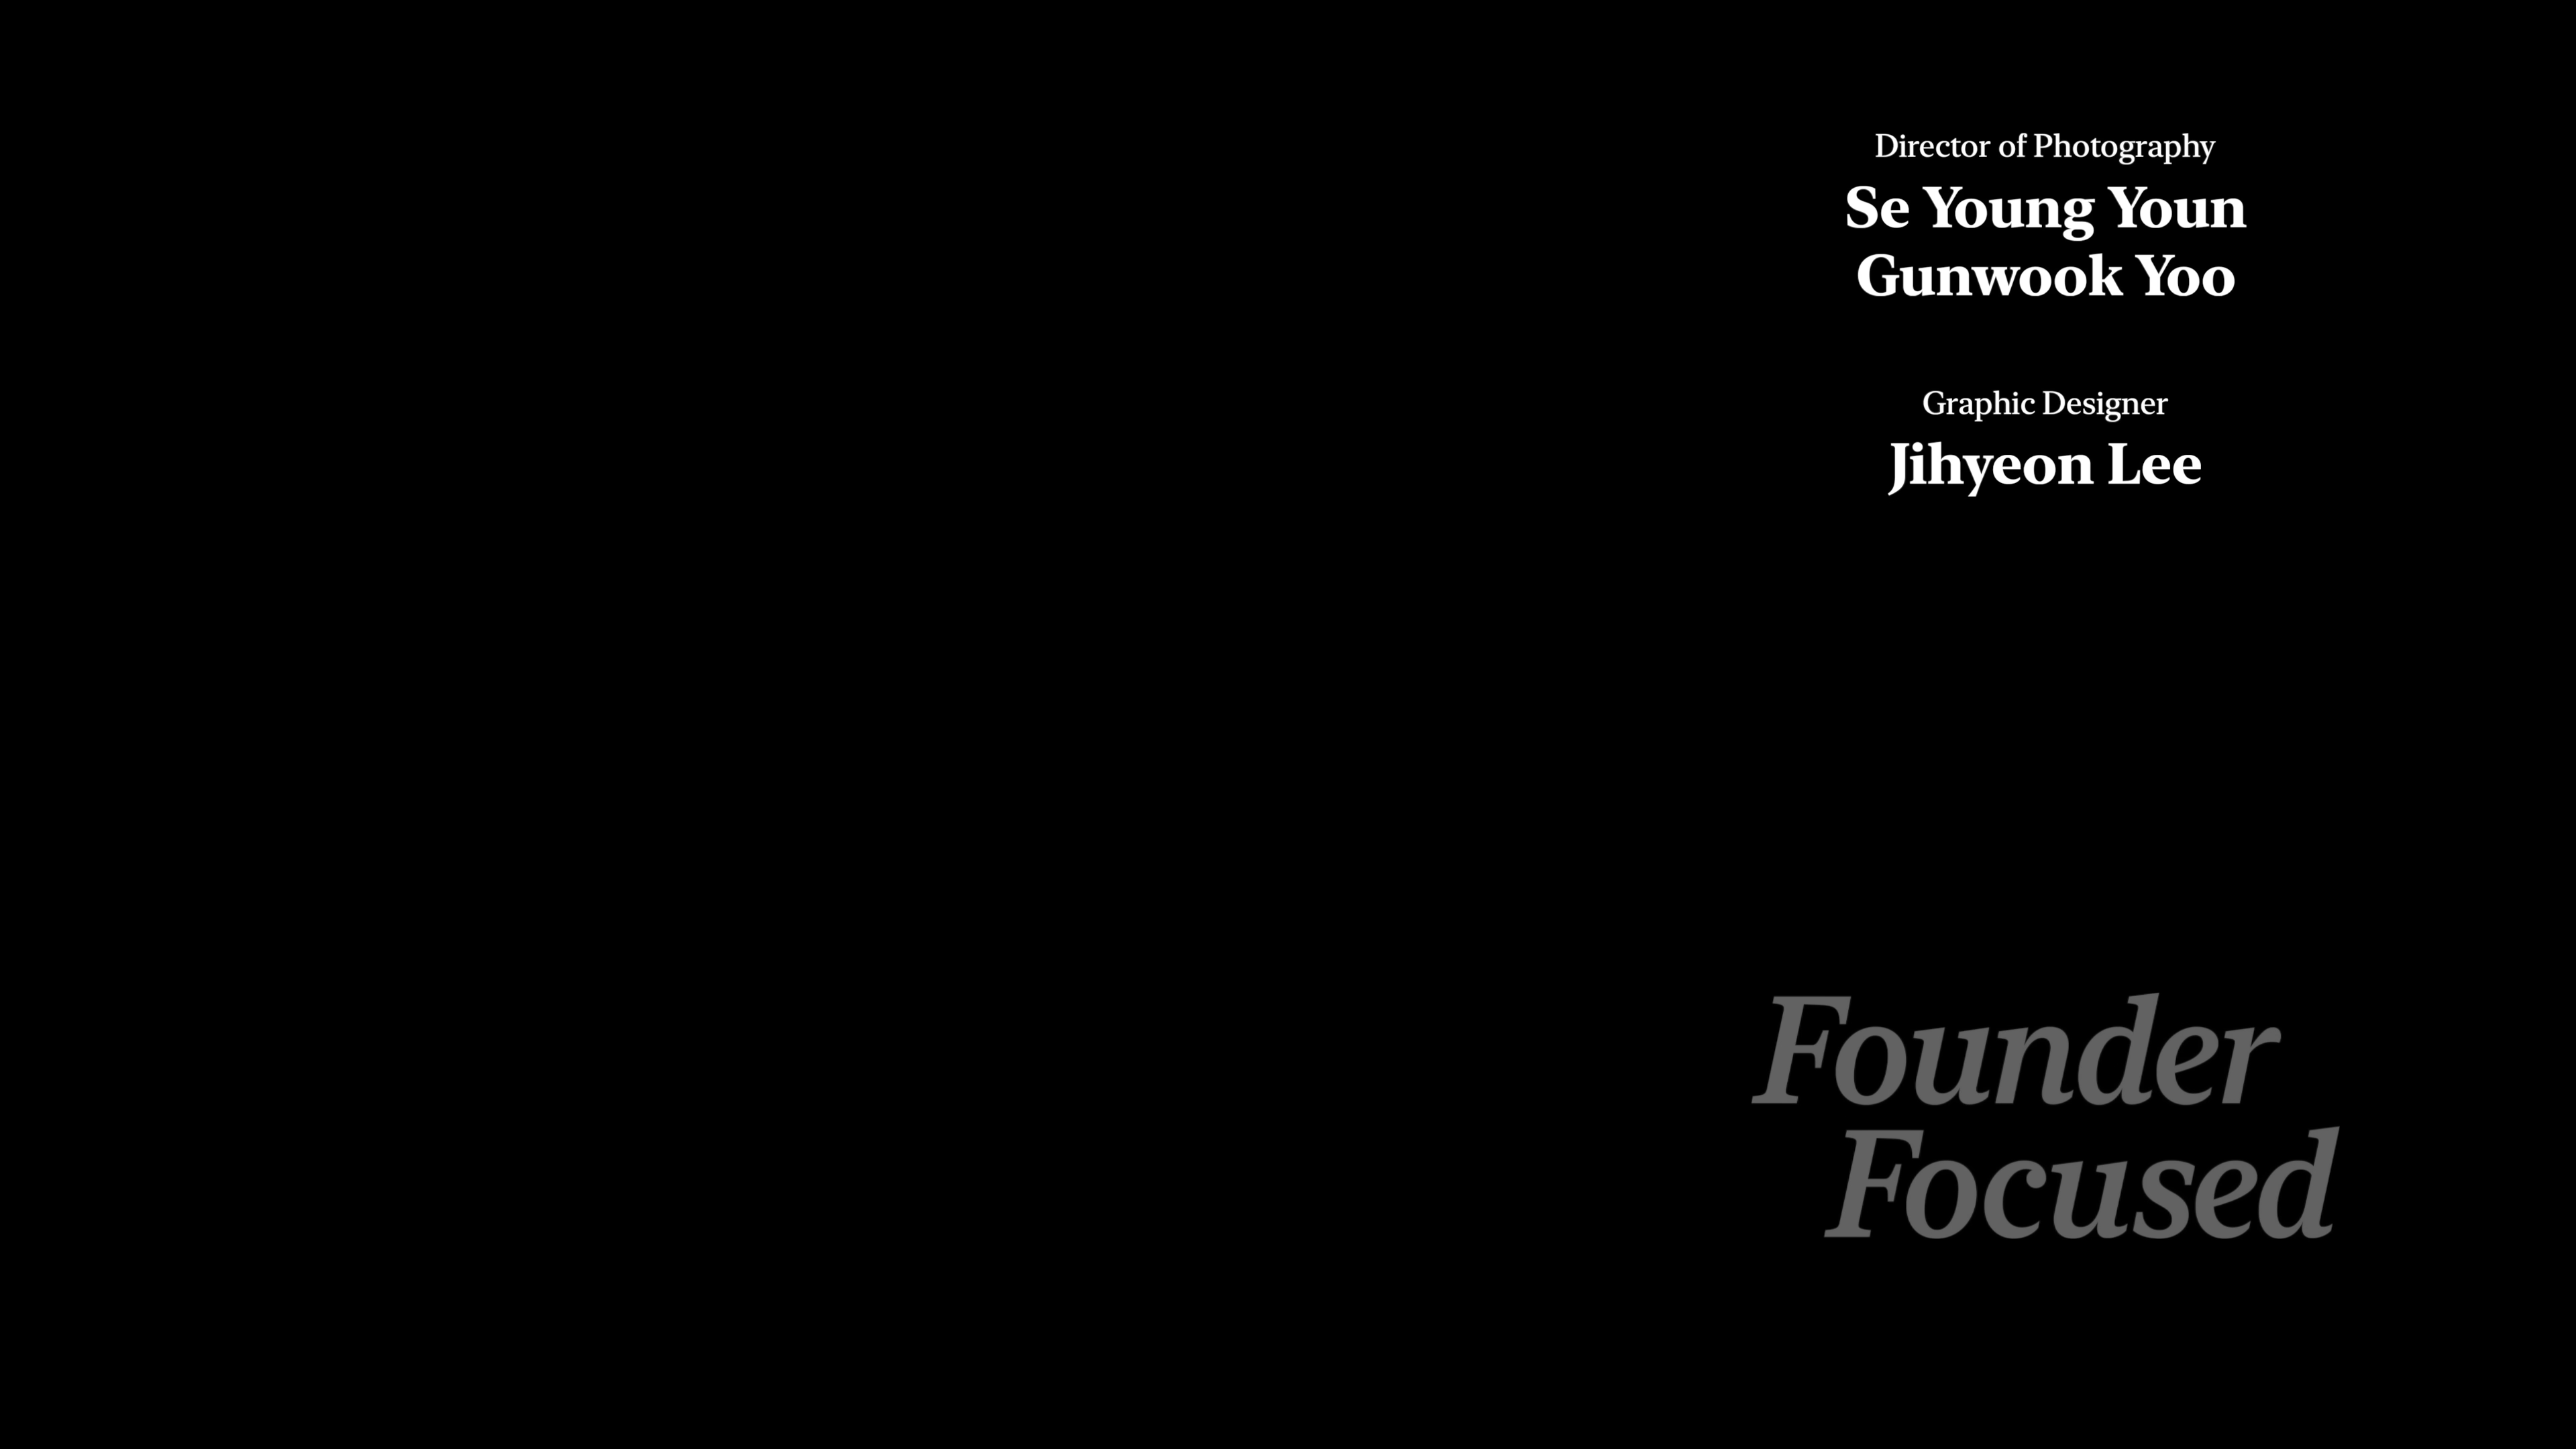 Director of Photography
Se Young Youn
Gunwook Yoo
Graphic Designer
Jihyeon Lee
Founder
Focused